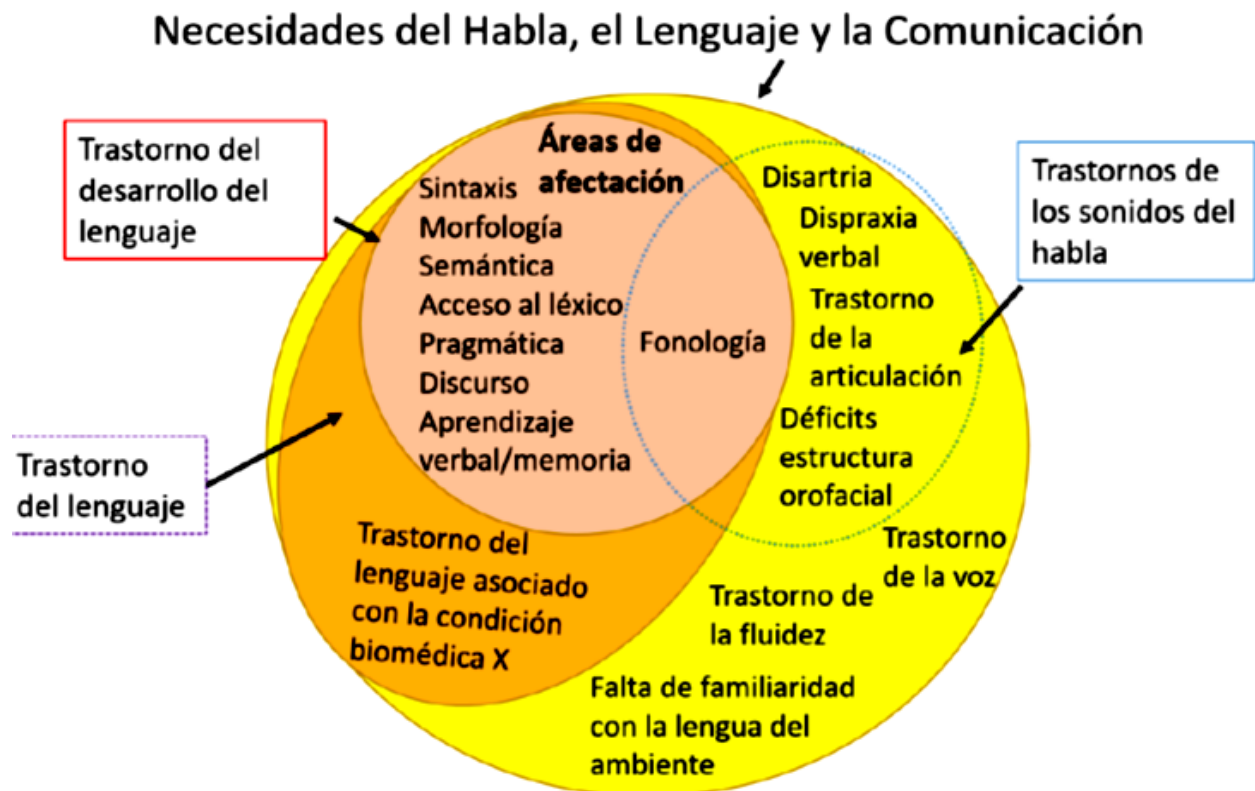 Necesidades del Habla, el Lenguaje y la Comunicación
Trastorno del
desarrollo del
lenguaje
Áreas de
afectación
Sintaxis
Morfología
Semántica
Acceso al léxico
Pragmática
Discurso
Aprendizaje
verbal/memoria
Fonología
Disartria
Dispraxia
verbal
Trastorno
de la
articulación
Déficits
estructura
orofacial
Trastornos de
los sonidos del
habla
Trastorno
del lenguaje
Trastorno del
lenguaje asociado
con la condición
biomédica X
Trastorno
de la voz
Trastorno de
la fluidez
Falta de familiaridad
con la lengua del
ambiente